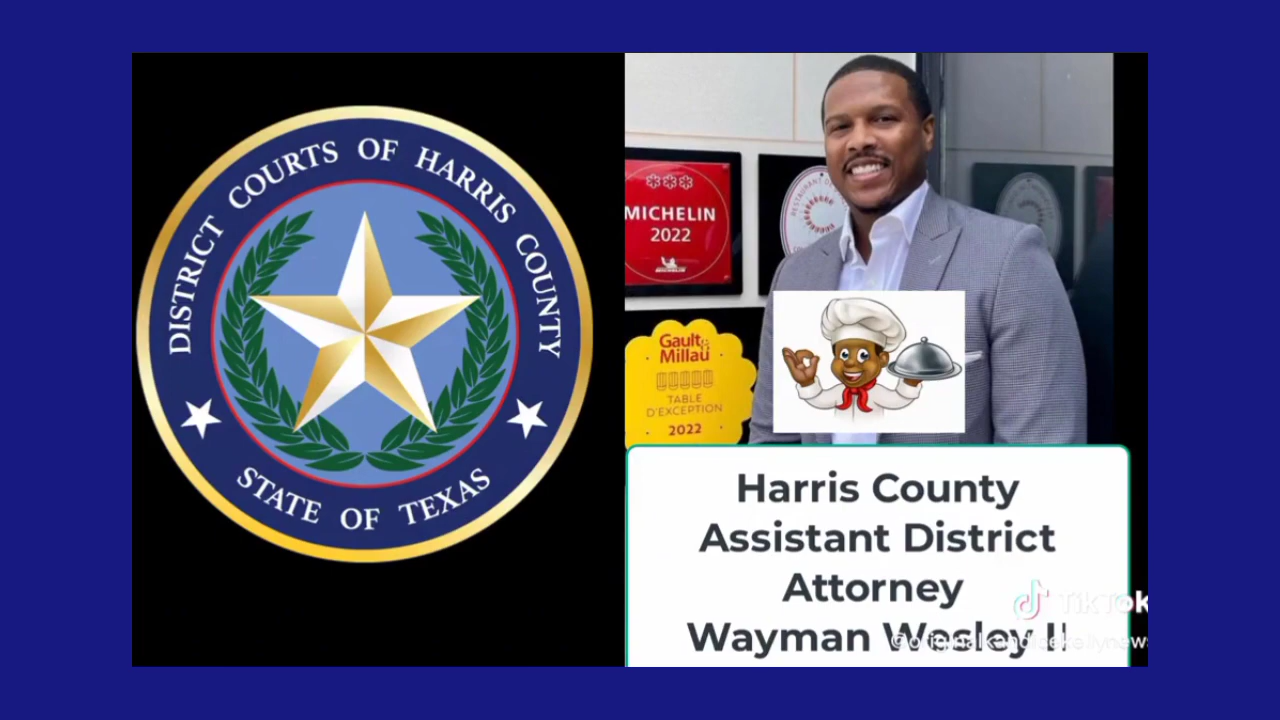 DISTRICT COURTS OF HARRIS COUNTY
STATE OF TEXAS
MICHELIN
2022
MICHELIN
Gault&
Millau
TABLE
D'EXCEPTION
2022
Harris County
Assistant District
Attorney
Wayman Wesley II
TikTok